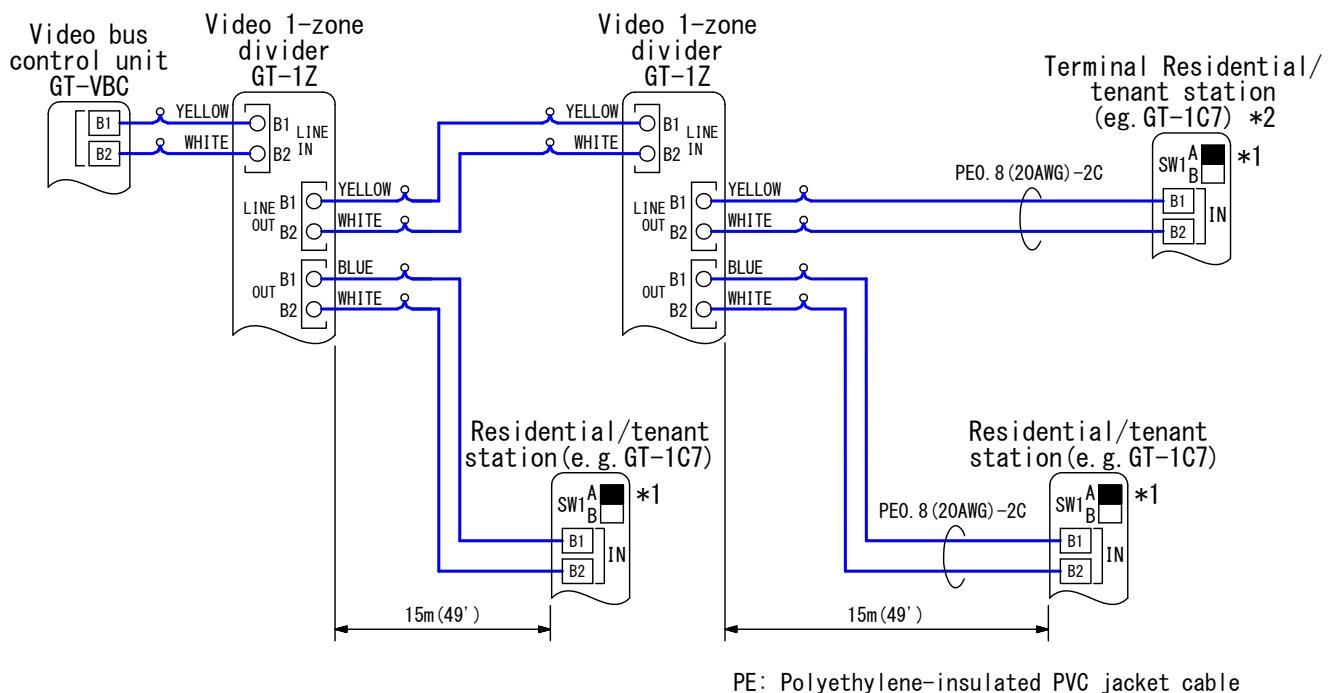 Video bus
control unit
GT-VBC
B1
B2
YELLOW
WHITE
Video 1-zone
divider
GT-1Z
B1
B2
LINE
IN
LINE
OUT
B1
B2
YELLOW
WHITE
OUT
B1
B2
BLUE
WHITE
YELLOW
WHITE
Video 1-zone
divider
GT-1Z
B1
B2
LINE
IN
LINE
OUT
B1
B2
YELLOW
WHITE
OUT
B1
B2
BLUE
WHITE
PE0.8(20AWG)-2C
Terminal Residential/
tenant station
(eg.GT-1C7) *2
SW1
A
B
*1
B1
B2
IN
Residential/tenant
station(e.g.GT-1C7)
SW1
A
B
*1
B1
B2
IN
15m(49')
PE0.8(20AWG)-2C
Residential/tenant
station(e.g.GT-1C7)
SW1
A
B
*1
B1
B2
IN
15m(49')
PE: Polyethylene-insulated PVC jacket cable